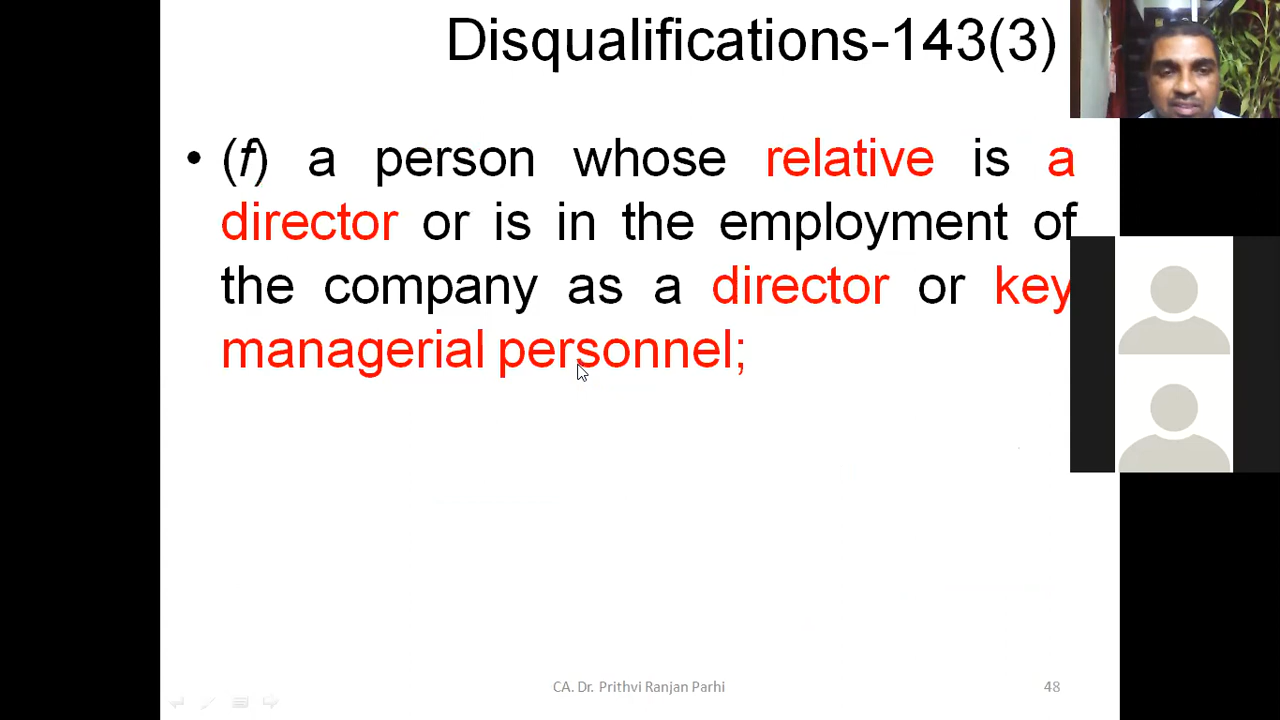 Disqualifications-143(3)
• (f) a person whose relative is a
director or is in the employment of
the company as a director or key
managerial personnel;
CA. Dr. Prithvi Ranjan Parhi
48